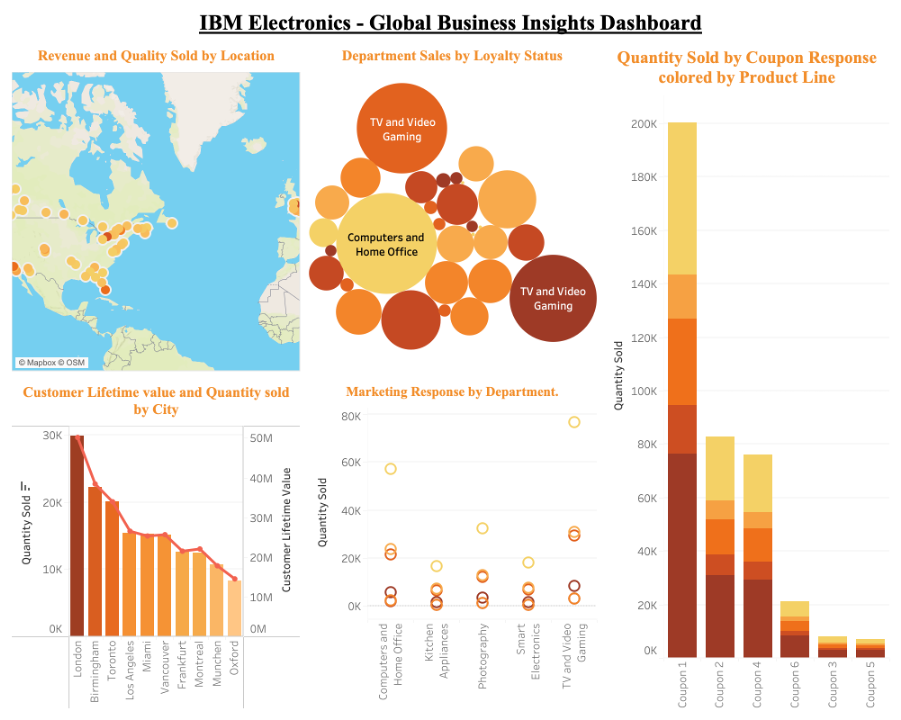 IBM Electronics - Global Business Insights Dashboard
Revenue and Quality Sold by Location
© Mapbox © OSM
Department Sales by Loyalty Status
TV and Video
Gaming
Computers and
Home Office
TV and Video
Gaming
Quantity Sold by Coupon Response
colored by Product Line
Quantity Sold
200K
180K
160K
140K
120K
100K
80K
60K
40K
20K
0K
Coupon 1
Coupon 2
Coupon 4
Coupon 6
Coupon 3
Coupon 5
Customer Lifetime value and Quantity sold
by City
Quantity Sold
30K
20K
10K
0K
50M
40M
30M
20M
10M
0M
Customer Lifetime Value
London
Birmingham
Toronto
Los Angeles
Miami
Vancouver
Frankfurt
Montreal
Munchen
Oxford
Marketing Response by Department.
Quantity Sold
80K
60K
40K
20K
0K
Computers and
Home Office
Kitchen
Appliances
Photography
Smart
Electronics
TV and Video
Gaming